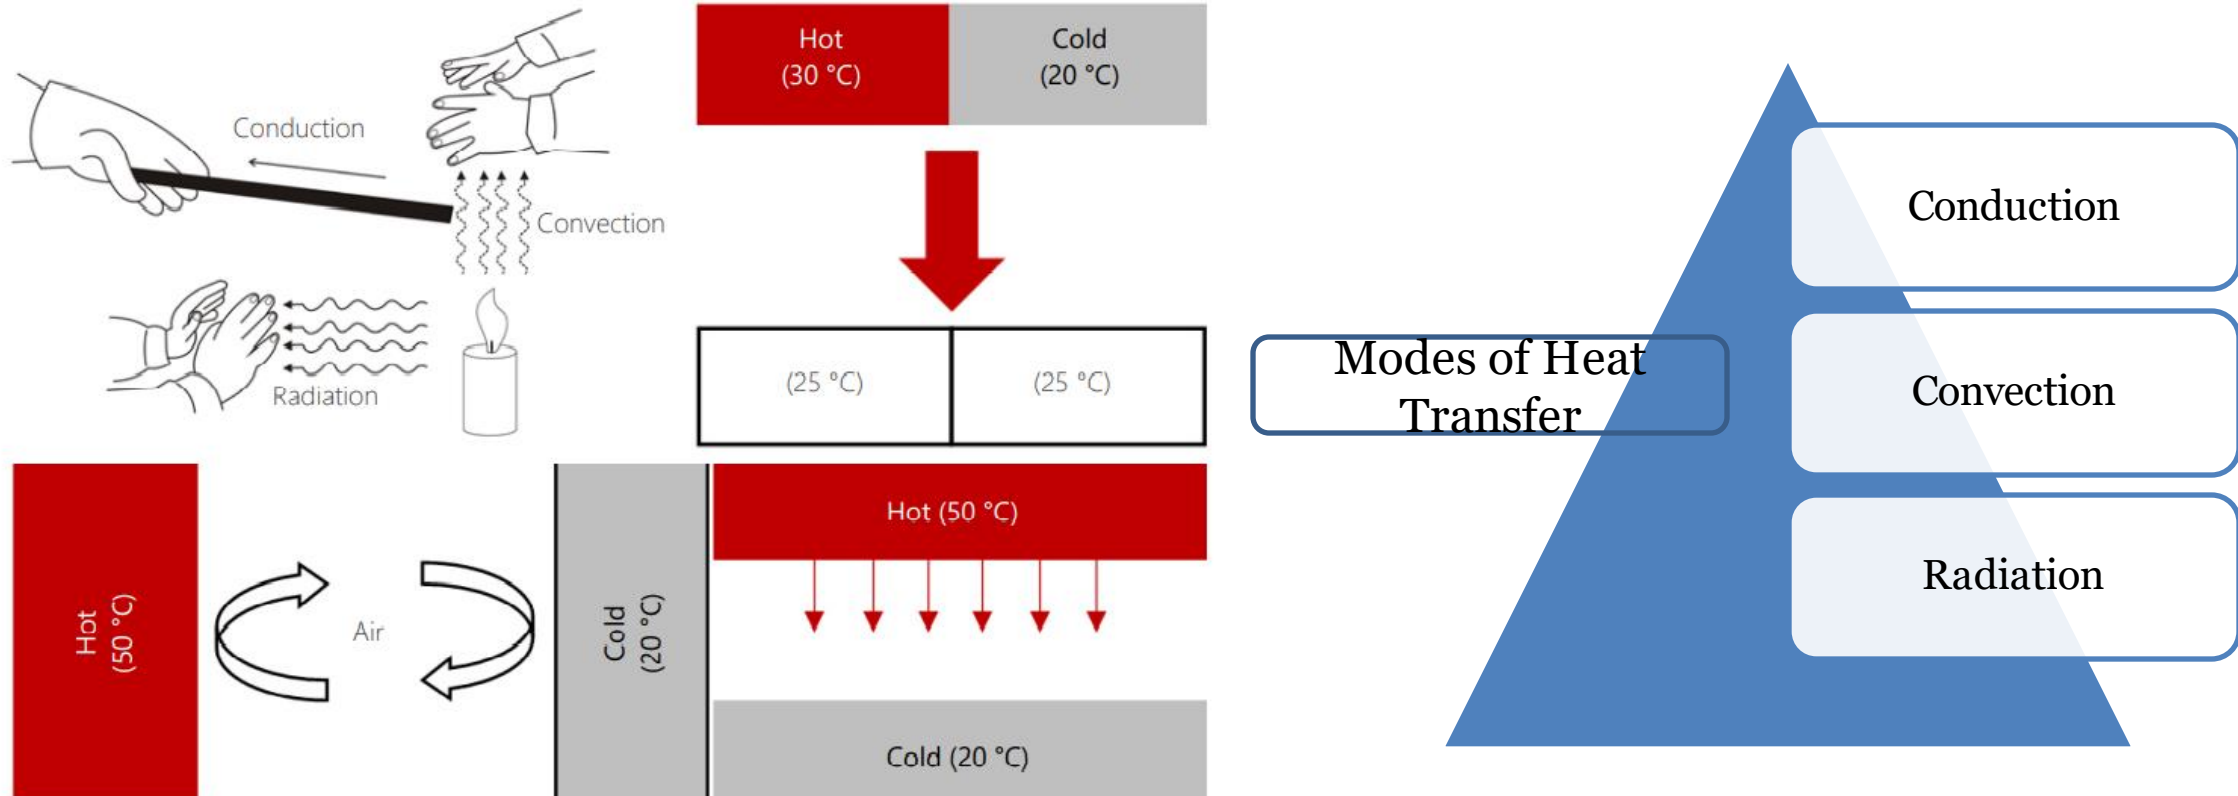 Conduction
Convection
Radiation
Hot
(30 °C)
Cold
(20 °C)
(25 °C)
(25 °C)
Hot
(50 °C)
Air
Cold
(20 °C)
Hot (50 °C)
Cold (20 °C)
Modes of Heat
Transfer
Conduction
Convection
Radiation